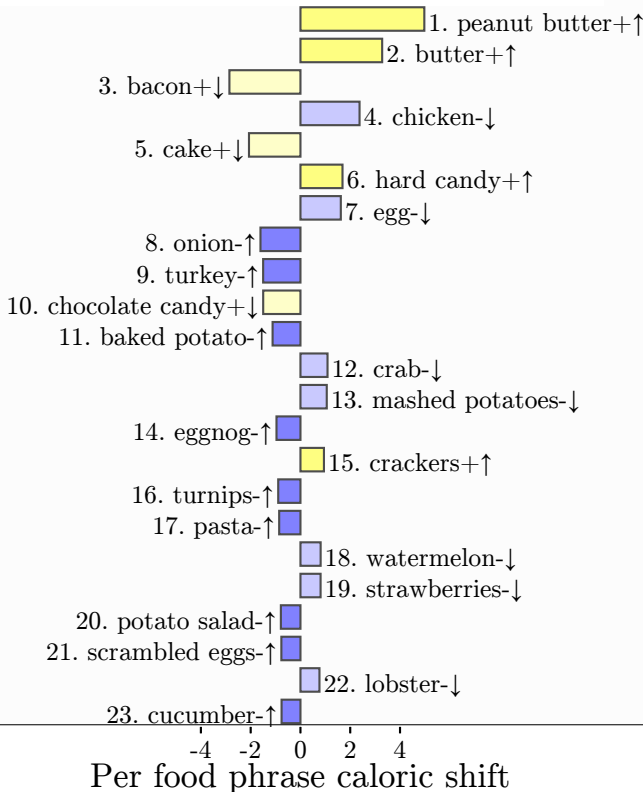 1. peanut butter+↑
2. butter+↑
3. bacon+↓
4. chicken-↓
5. cake+↓
6. hard candy+↑
7. egg-↓
8. onion-↑
9. turkey-↑
10. chocolate candy+↓
11. baked potato-↑
12. crab-↓
13. mashed potatoes-↓
14. eggnog-↑
15. crackers+↑
16. turnips-↑
17. pasta-↑
18. watermelon-↓
19. strawberries-↓
20. potato salad-↑
21. scrambled eggs-↑
22. lobster-↓
23. cucumber-↑
-4 -2 0 2 4
Per food phrase caloric shift